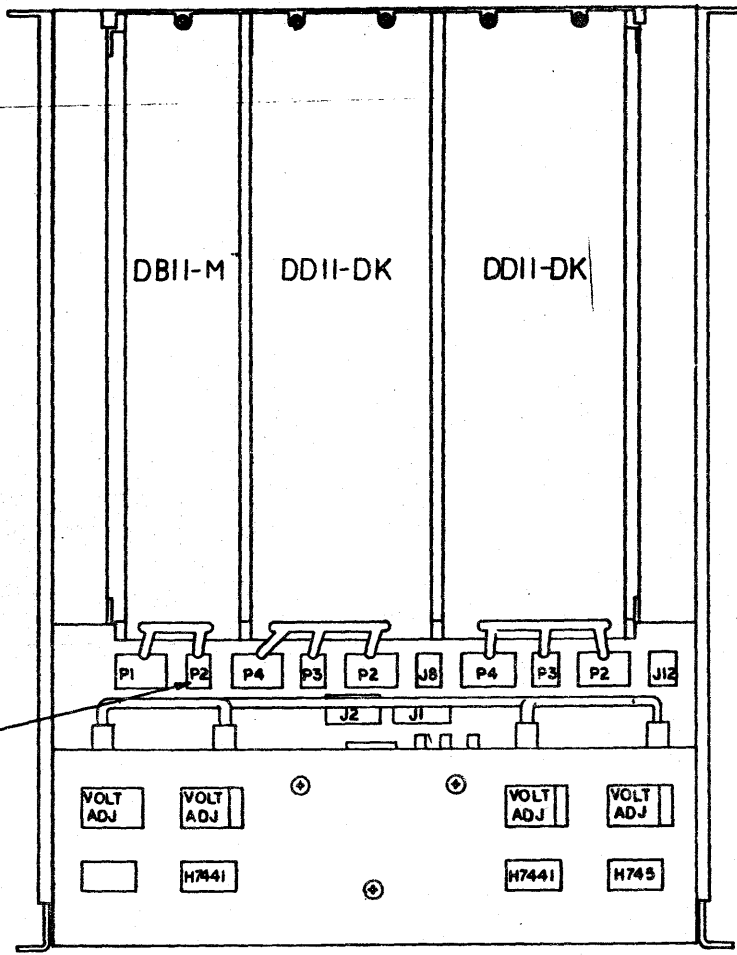 DB11-M DD11-DK DD11-DK
P1 P2 P4 P3 P2 J8 P4 P3 P2 J12
J2 J1
VOLT ADJ
VOLT ADJ
VOLT ADJ
VOLT ADJ
H7441 H7441 H745